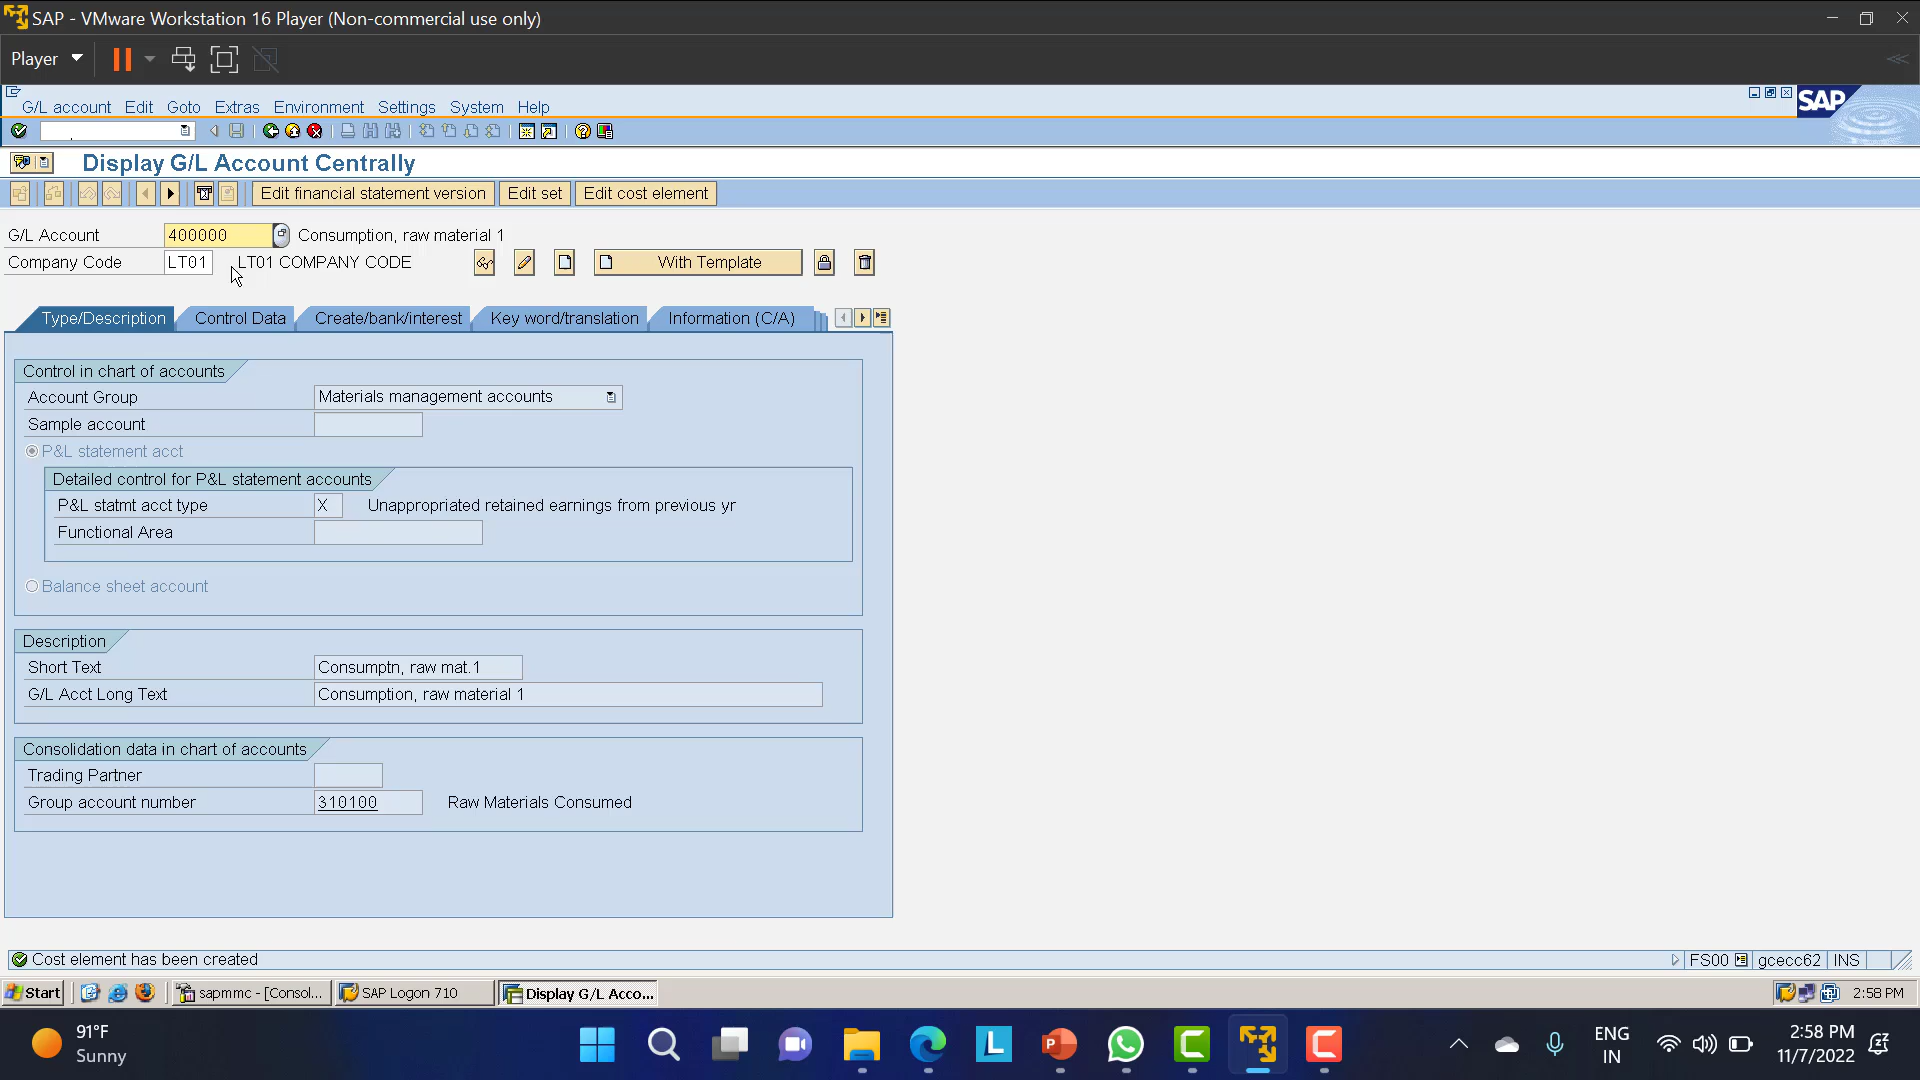 SAP - VMware Workstation 16 Player (Non-commercial use only)
Player
G/L account Edit Goto Extras Environment Settings System Help
SAP
Display G/L Account Centrally
Edit financial statement version Edit set Edit cost element
G/L Account 400000 Consumption, raw material 1
Company Code LT01 LT01 COMPANY CODE With Template
Type/Description Control Data Create/bank/interest Key word/translation Information (C/A)
Control in chart of accounts
Account Group Materials management accounts
Sample account
P&L statement acct
Detailed control for P&L statement accounts
P&L statmt acct type X Unappropriated retained earnings from previous yr
Functional Area
Balance sheet account
Description
Short Text Consumptn, raw mat.1
G/L Acct Long Text Consumption, raw material 1
Consolidation data in chart of accounts
Trading Partner
Group account number 310100 Raw Materials Consumed
Cost element has been created FS00 gcecc62 INS
Start sapmmc - [Consol... SAP Logon 710 Display G/L Acco... 2:58 PM
91°F
Sunny
L P C C
ENG
IN
2:58 PM
11/7/2022